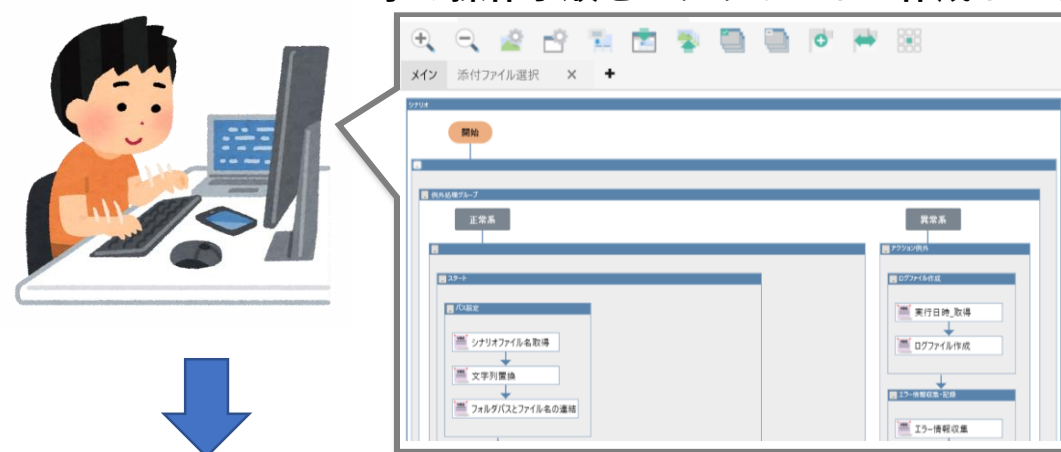 メイン 添付ファイル選択 × +
シナリオ
開始
例外処理グループ
正常系
異常系
アクション例外
スタート
ログファイル作成
パス設定
実行日時_取得
シナリオファイル名取得
ログファイル作成
文字列置換
エラー情報収集・記録
フォルダパスとファイル名の連結
エラー情報収集